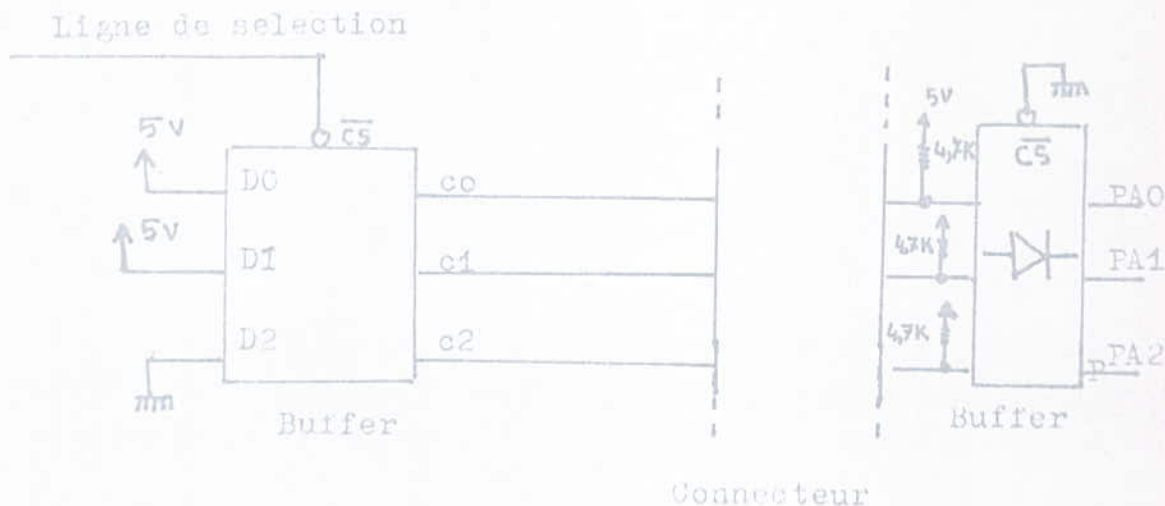 Ligne de selection
5V
CS
5V
D0
D1
D2
c0
c1
c2
Buffer
5V
4,7K
4,7K
4,7K
CS
PA0
PA1
P PA2
Buffer
Connecteur